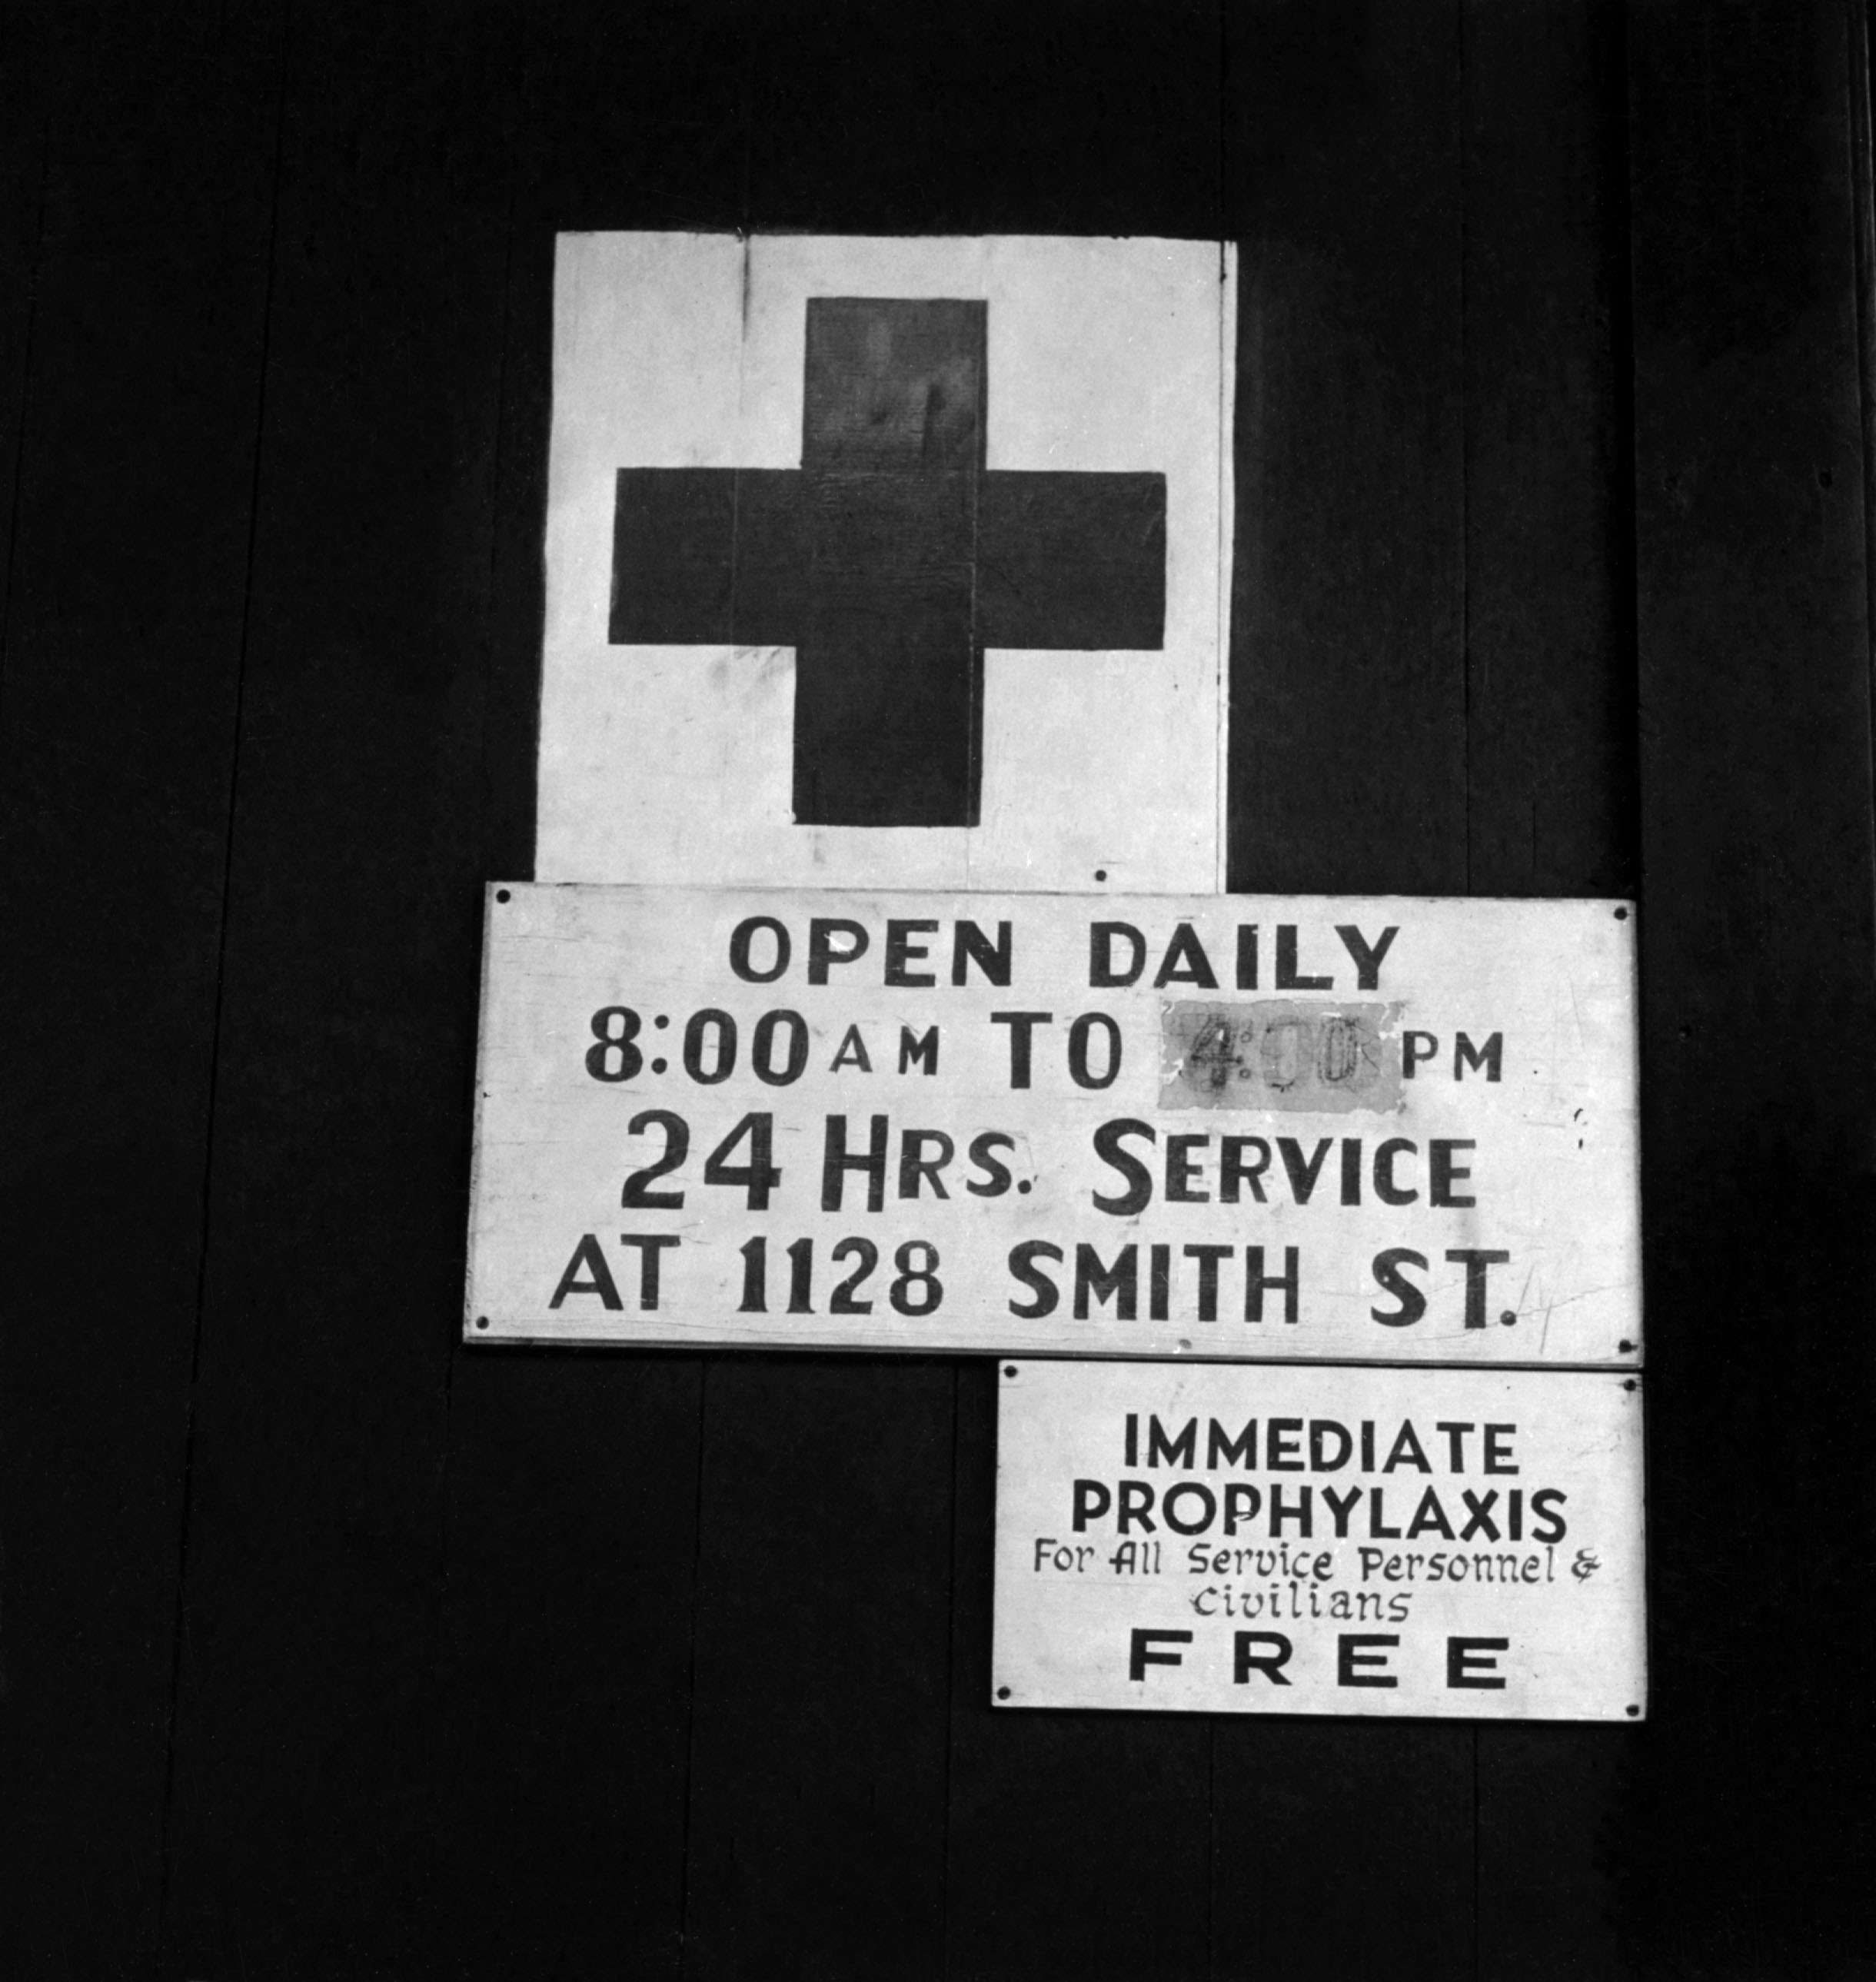 OPEN DAILY
8:00 AM TO 4:00 PM
24 HRS. SERVICE
AT 1128 SMITH ST.
IMMEDIATE
PROPHYLAXIS
For All Service Personnel &
Civilians
FREE